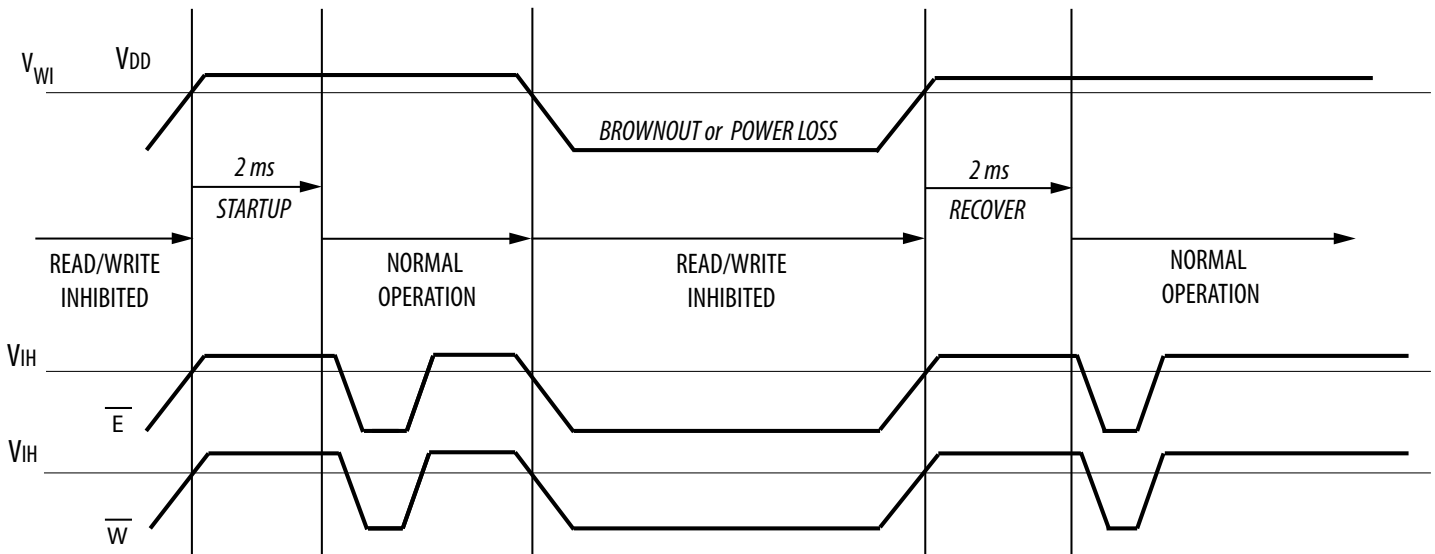 VWI
VDD
BROWNOUT or POWER LOSS
2 ms
STARTUP
2 ms
RECOVER
READ/WRITE
INHIBITED
NORMAL
OPERATION
READ/WRITE
INHIBITED
NORMAL
OPERATION
VIH
E
VIH
W